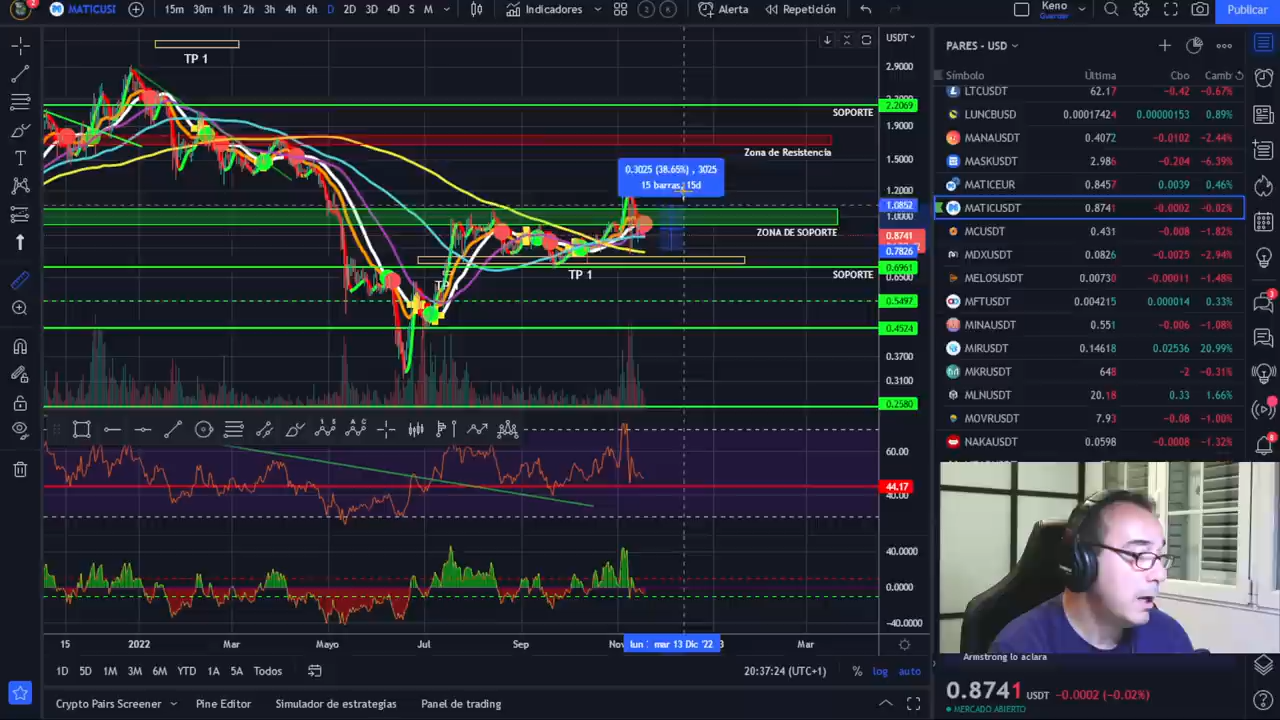 MATICUSI
15m 30m 1h 2h 4h 6h D 2D 3D 4D S M
Indicadores
Alerta
Repetición
Keno
Guardar
Publicar
TP 1
SOPORTE
Zona de Resistencia
0.3025 (38.65%) , 3025
15 barras, 15d
ZONA DE SOPORTE
TP 1
SOPORTE
USDT
2.9000
2.2069
1.9000
1.5000
1.2000
1.0852
1.0000
0.8741
0.7826
0.6961
0.6500
0.5497
0.4524
0.3700
0.3100
0.2580
60.00
44.17
40.00
40.0000
0.0000
-40.0000
15 2022 Mar Mayo Jul Sep Nov lun mar 13 Dic '22 3 Mar
1D 5D 1M 3M 6M YTD 1A 5A Todos
20:37:24 (UTC+1)
% log auto
Crypto Pairs Screener
Pine Editor
Simulador de estrategias
Panel de trading
PARES - USD
Símbolo Última Cbo Camb
LTCUSDT 62.17 −0.42 −0.67%
LUNCBUSD 0.00017424 0.00000153 0.89%
MANAUSDT 0.4072 −0.0102 −2.44%
MASKUSDT 2.986 −0.204 −6.39%
MATICEUR 0.8457 0.0039 0.46%
MATICUSDT 0.8741 −0.0002 −0.02%
MCUSDT 0.431 −0.008 −1.82%
MDXUSDT 0.0826 −0.0025 −2.94%
MELOSUSDT 0.00730 −0.00011 −1.48%
MFTUSDT 0.004215 0.000014 0.33%
MINAUSDT 0.551 −0.006 −1.08%
MIRUSDT 0.14618 0.02536 20.99%
MKRUSDT 648 −2 −0.31%
MLNUSDT 20.18 0.33 1.66%
MOVRUSDT 7.93 −0.08 −1.00%
NAKAUSDT 0.0598 −0.0008 −1.32%
Armstrong lo aclara
0.8741 USDT −0.0002 (−0.02%)
MERCADO ABIERTO